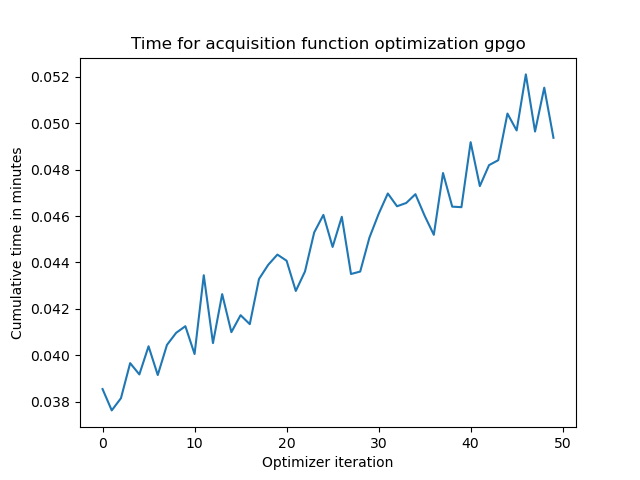 Time for acquisition function optimization gpgo
0.052
0.050
0.048
0.046
0.044
0.042
0.040
0.038
Cumulative time in minutes
0 10 20 30 40 50
Optimizer iteration